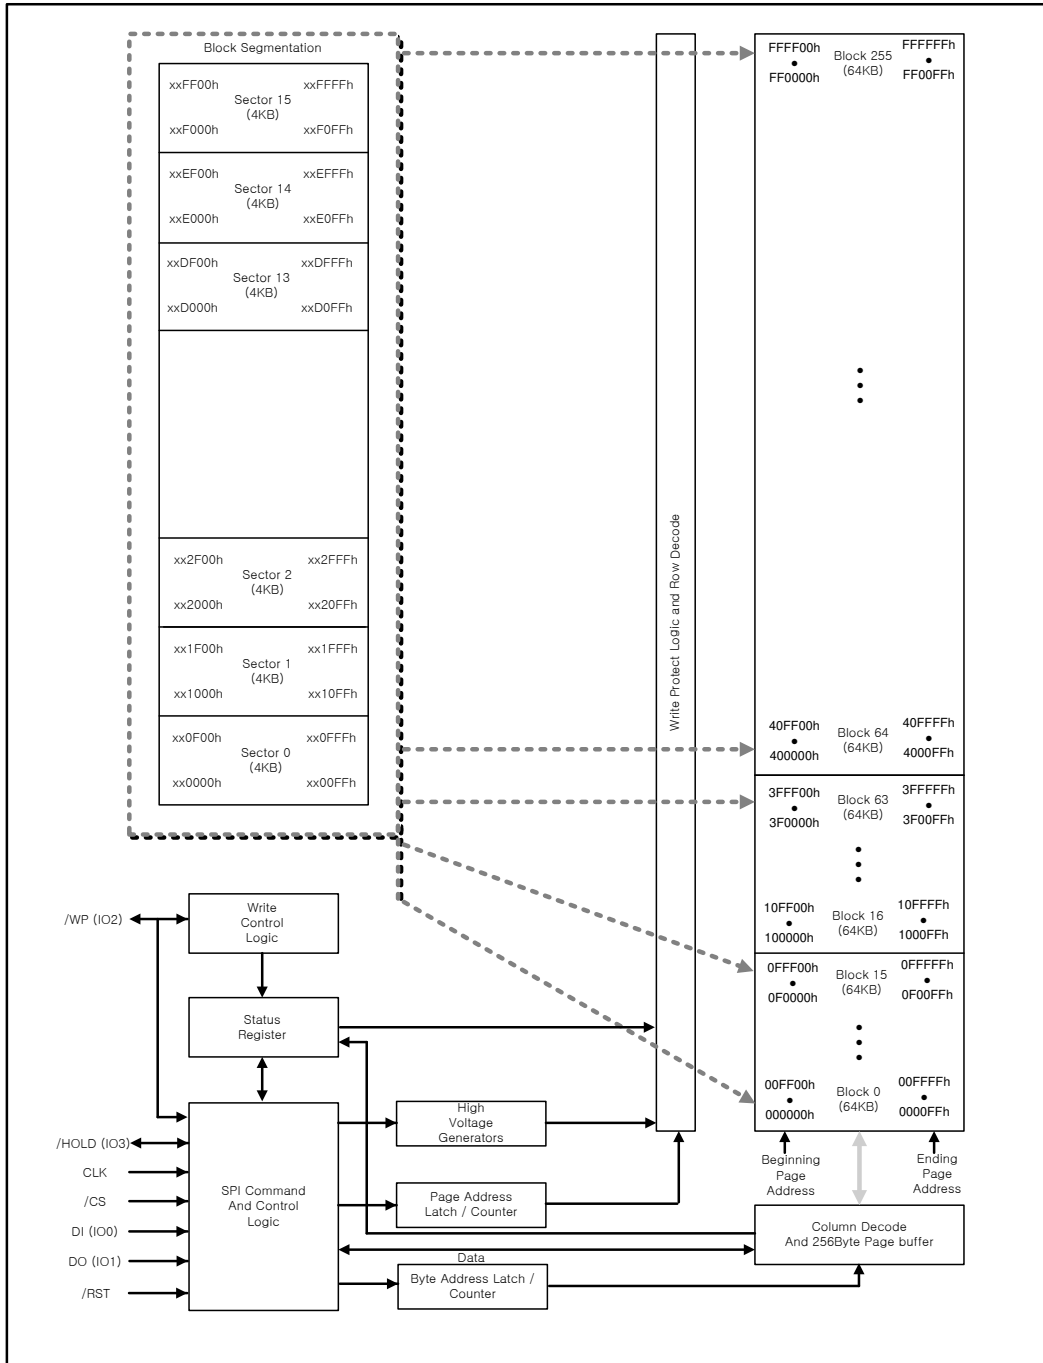 Block Segmentation
xxFF00h xxFFFFh
Sector 15
(4KB)
xxF000h xxF0FFh
xxEF00h xxEFFFh
Sector 14
(4KB)
xxE000h xxE0FFh
xxDF00h xxDFFFh
Sector 13
(4KB)
xxD000h xxD0FFh
xx2F00h xx2FFFh
Sector 2
(4KB)
xx2000h xx20FFh
xx1F00h xx1FFFh
Sector 1
(4KB)
xx1000h xx10FFh
xx0F00h xx0FFFh
Sector 0
(4KB)
xx0000h xx00FFh
Write Protect Logic and Row Decode
FFFF00h Block 255 FFFFFFh
(64KB)
FF0000h FF00FFh
40FF00h Block 64 40FFFFh
(64KB)
400000h 4000FFh
3FFF00h Block 63 3FFFFFh
(64KB)
3F0000h 3F00FFh
10FF00h Block 16 10FFFFh
(64KB)
100000h 1000FFh
0FFF00h Block 15 0FFFFFh
(64KB)
0F0000h 0F00FFh
00FF00h Block 0 00FFFFh
(64KB)
000000h 0000FFh
Beginning
Page
Address
Ending
Page
Address
/WP (IO2)
Write
Control
Logic
Status
Register
/HOLD (IO3)
CLK
/CS
DI (IO0)
DO (IO1)
/RST
SPI Command
And Control
Logic
High
Voltage
Generators
Page Address
Latch / Counter
Data
Byte Address Latch /
Counter
Column Decode
And 256Byte Page buffer